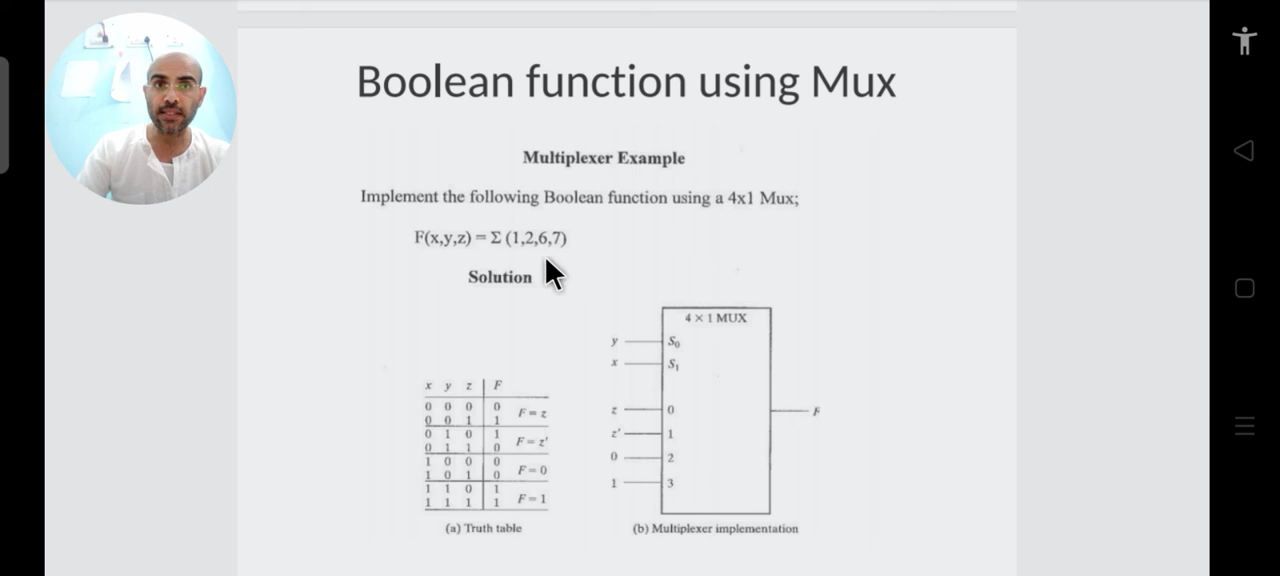 Boolean function using Mux
Multiplexer Example
Implement the following Boolean function using a 4x1 Mux;
F(x,y,z) = Σ (1,2,6,7)
Solution
x y z F
0 0 0 0
0 0 1 1
F = z
0 1 0 1
0 1 1 0
F = z'
1 0 0 0
1 0 1 0
F = 0
1 1 0 1
1 1 1 1
F = 1
(a) Truth table
4 × 1 MUX
y S₀
x S₁
z 0
z' 1
0 2
1 3
F
(b) Multiplexer implementation